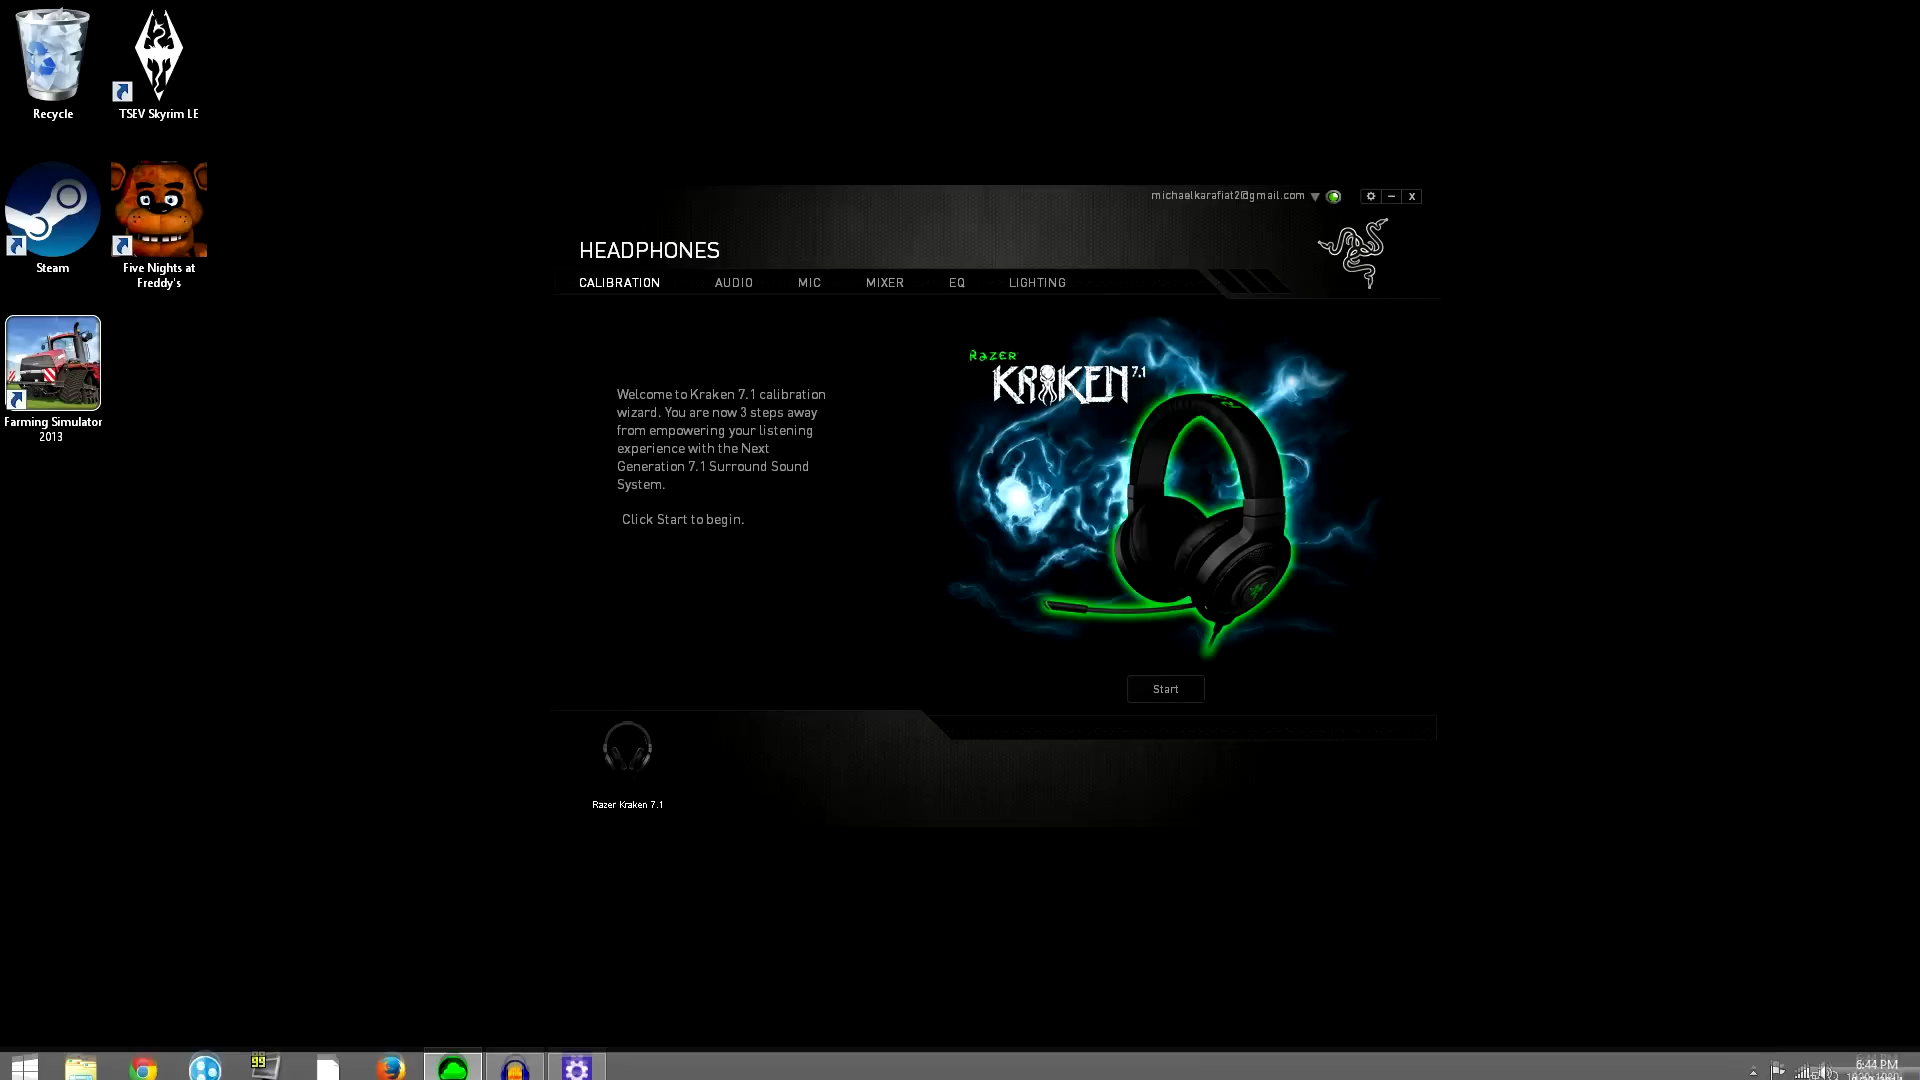 Recycle
TSEV Skyrim LE
Steam
Five Nights at
Freddy's
Farming Simulator
2013
michaelkarafiat2@gmail.com
x
HEADPHONES
CALIBRATION
AUDIO
MIC
MIXER
EQ
LIGHTING
RAZER
KRAKEN 7.1
Welcome to Kraken 7.1 calibration
wizard. You are now 3 steps away
from empowering your listening
experience with the Next
Generation 7.1 Surround Sound
System.
Click Start to begin.
Start
Razer Kraken 7.1
99
6:44 PM